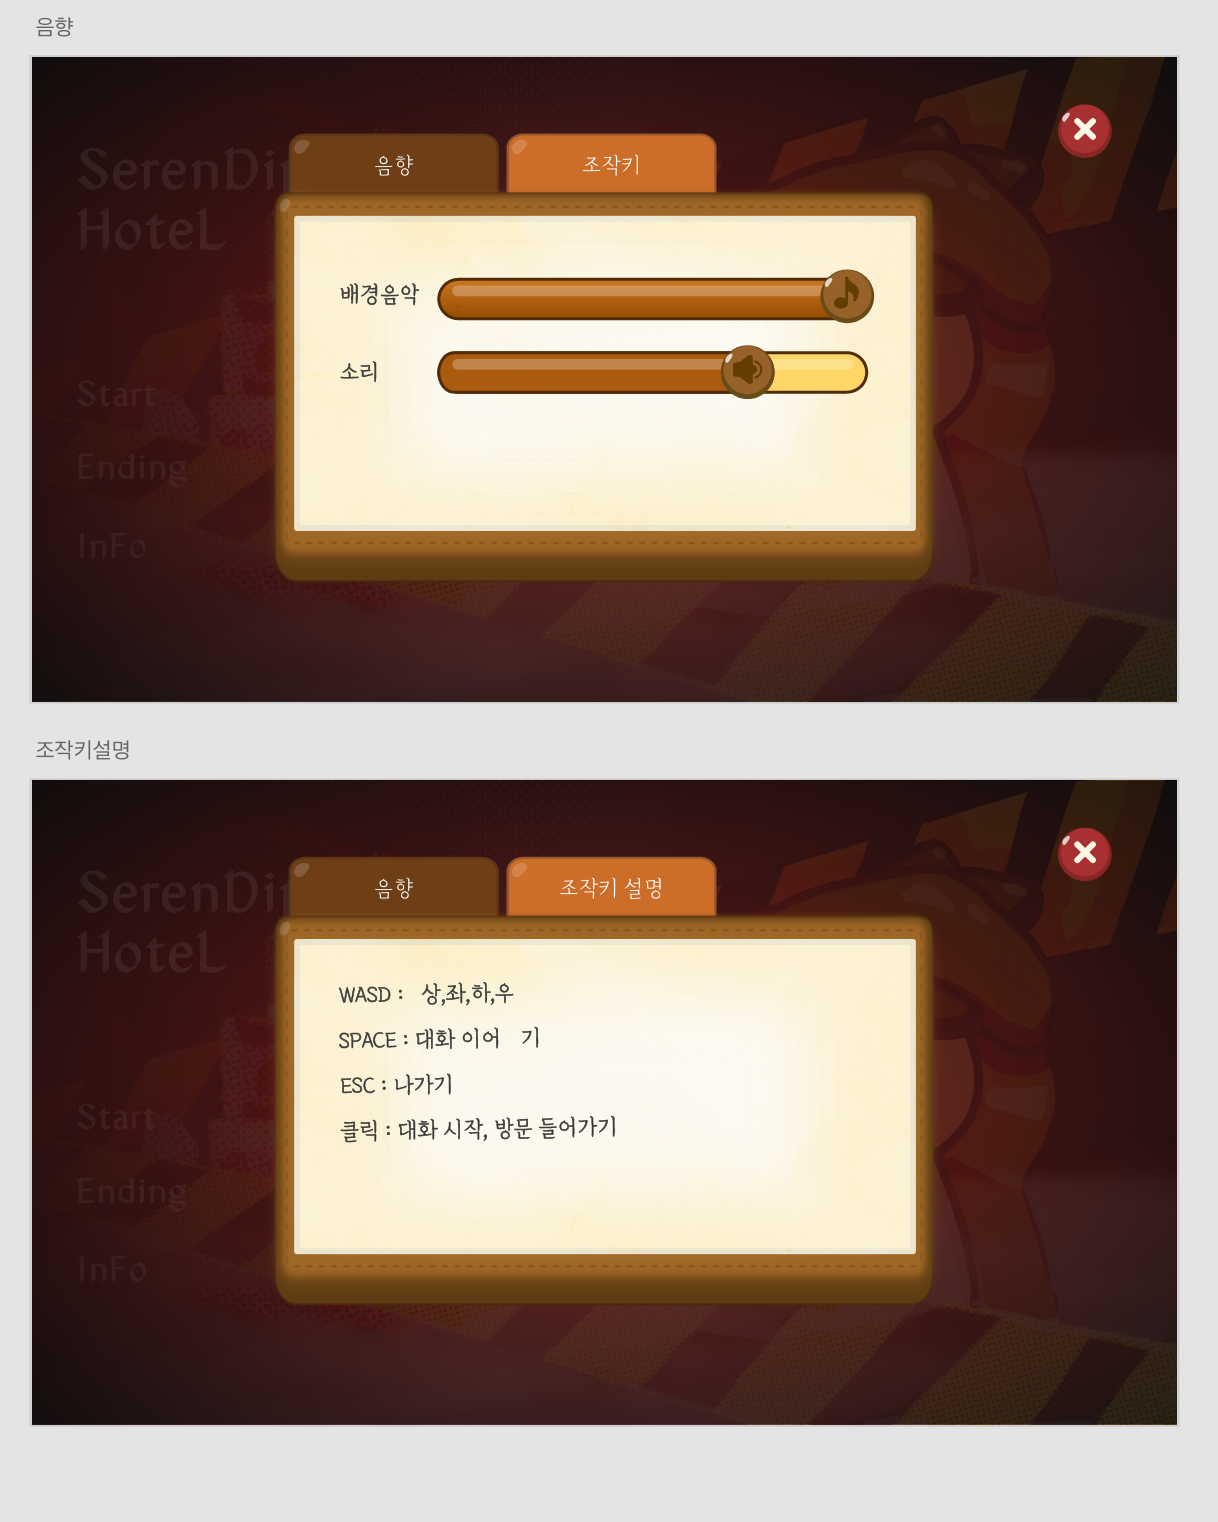 음향
SerenDi
HoteL
음향
조작키
배경음악
소리
Start
Ending
InFo
조작키설명
SerenDi
HoteL
음향
조작키 설명
WASD : 상,좌,하,우
SPACE : 대화 이어 기
ESC : 나가기
클릭 : 대화 시작, 방문 들어가기
Start
Ending
InFo